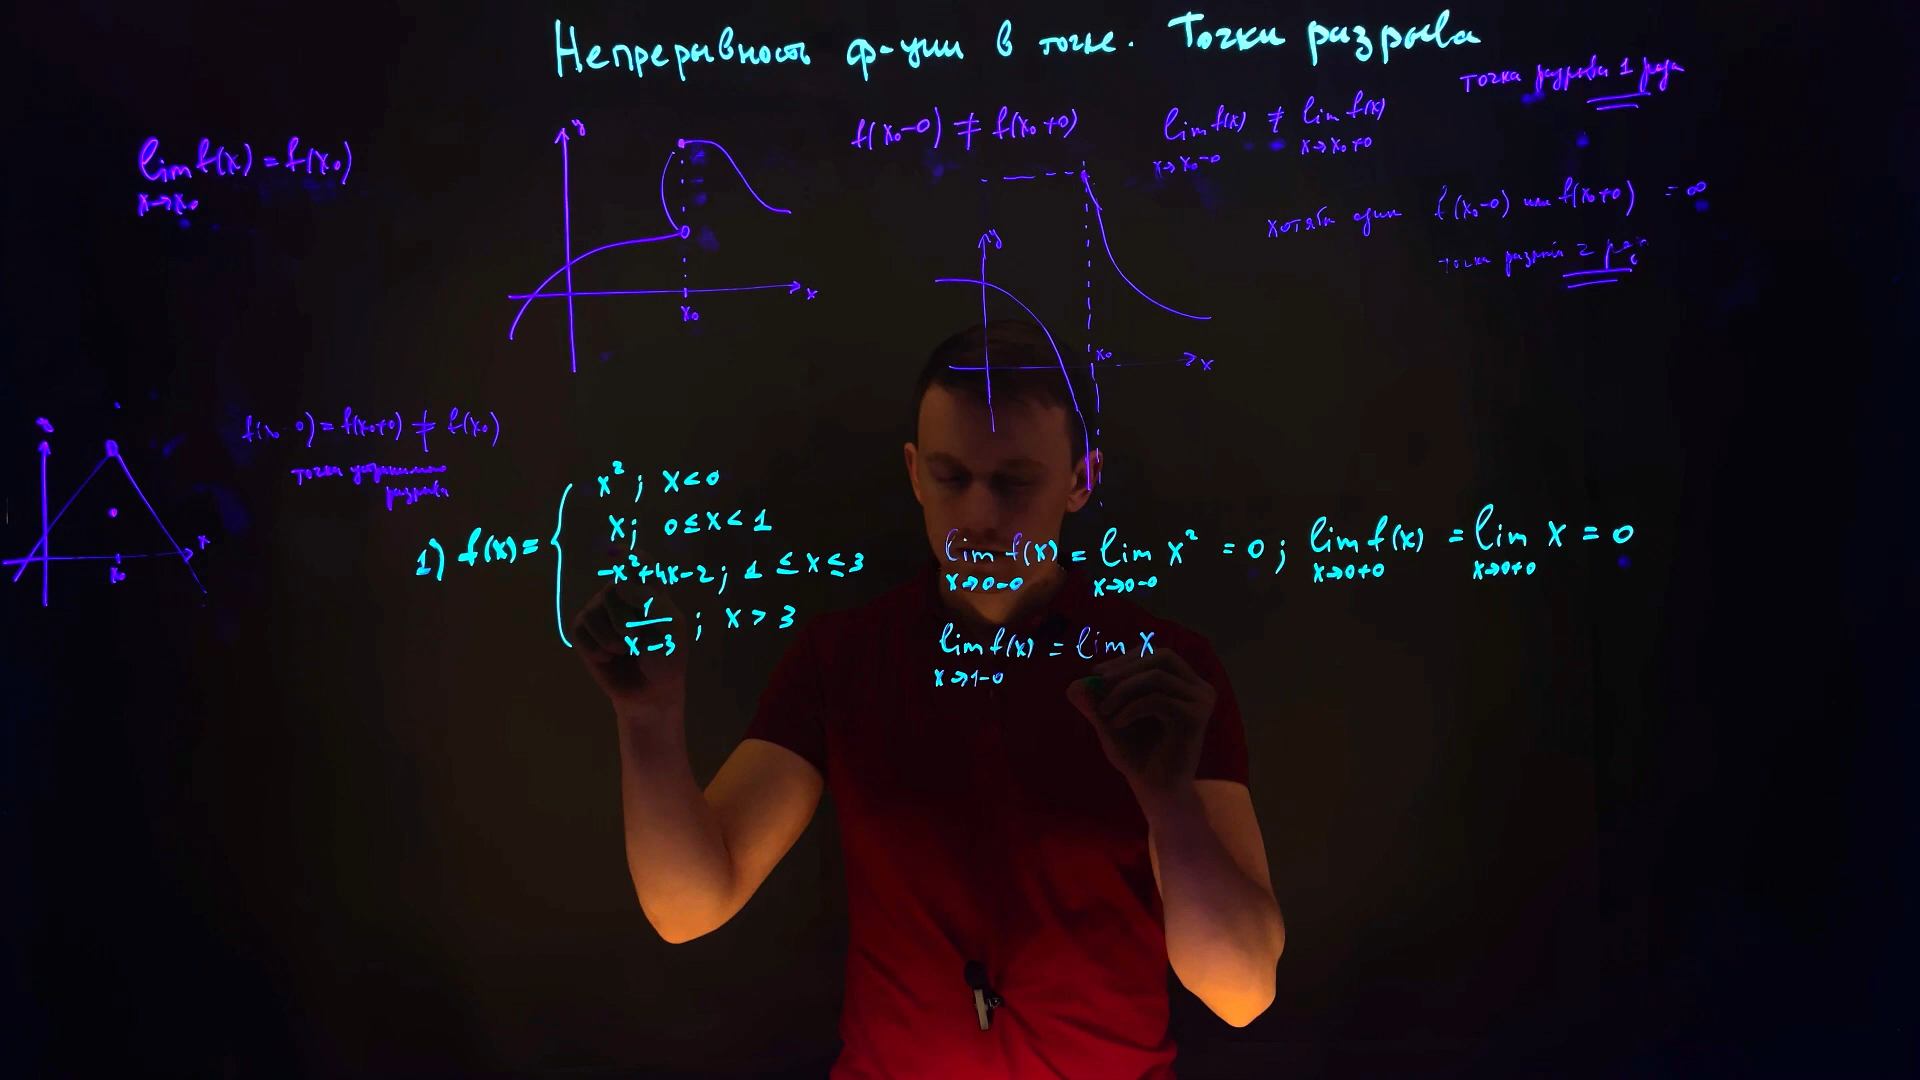 Непрерывность ф-ции в точке. Точки разрыва
lim f(x) = f(x₀)
x→x₀
y
x
x₀
f(x₀-0) ≠ f(x₀+0)
lim f(x) ≠ lim f(x)
x→x₀-0 x→x₀+0
точка разрыва 1 рода
хотя бы один f(x₀-0) или f(x₀+0) = ∞
точка разрыва 2 рода
y
x₀
x
f(x₀-0) = f(x₀+0) ≠ f(x₀)
точка устранимого
разрыва
x
x₀
1) f(x) = {
x²; x<0
x; 0≤x<1
-x²+4x-2; 1≤x≤3
1/(x-3); x>3
lim f(x) = lim x² = 0; lim f(x) = lim x = 0
x→0-0 x→0-0 x→0+0 x→0+0
lim f(x) = lim x
x→1-0